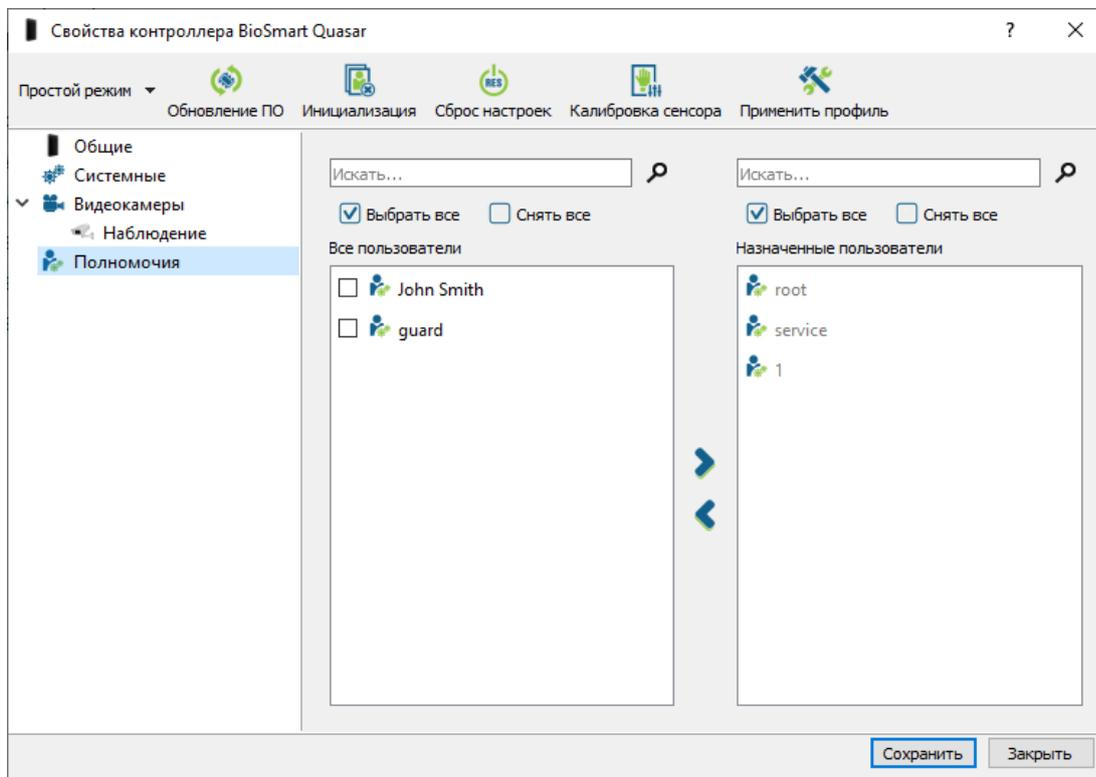 Свойства контроллера BioSmart Quasar
?
Простой режим
Обновление ПО
Инициализация
RES
Сброс настроек
Калибровка сенсора
Применить профиль
Общие
Системные
Видеокамеры
Наблюдение
Полномочия
Искать...
Выбрать все
Снять все
Все пользователи
John Smith
guard
Искать...
Выбрать все
Снять все
Назначенные пользователи
root
service
1
Сохранить
Закрыть